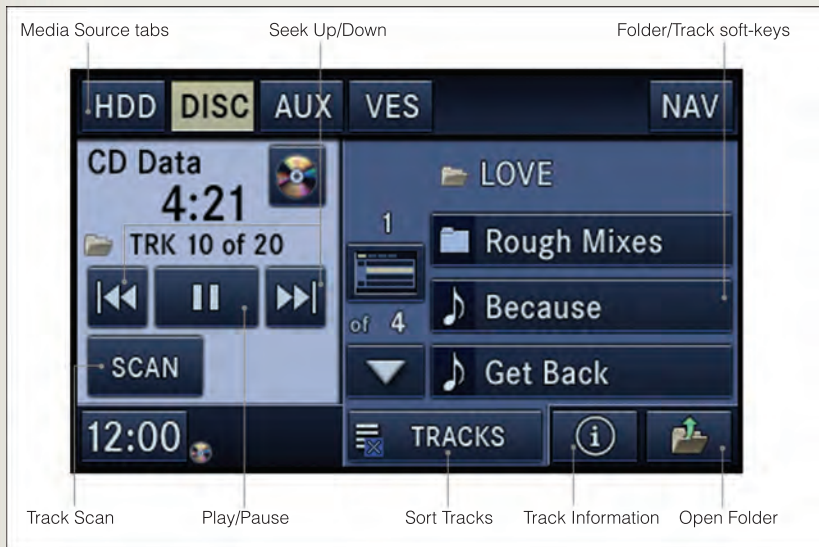 Media Source tabs
Seek Up/Down
Folder/Track soft-keys
HDD DISC AUX VES NAV
CD Data
4:21
TRK 10 of 20
SCAN
12:00
LOVE
1
of 4
Rough Mixes
Because
Get Back
TRACKS
Track Scan
Play/Pause
Sort Tracks
Track Information
Open Folder